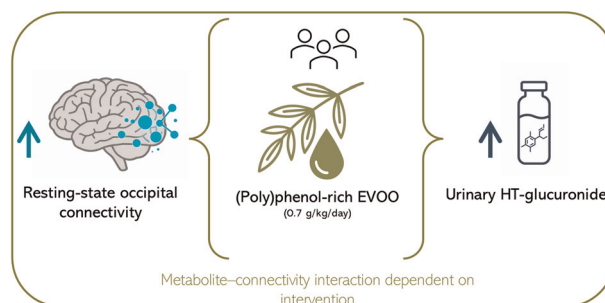 Resting-state occipital
connectivity
(Poly)phenol-rich EVOO
(0.7 g/kg/day)
Urinary HT-glucuronide
Metabolite–connectivity interaction dependent on
intervention